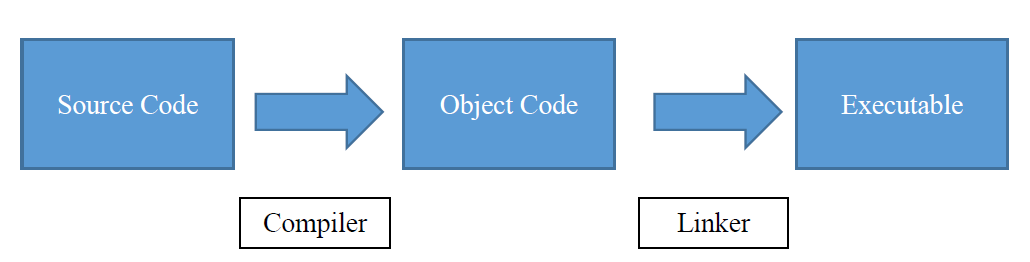 Source Code
Object Code
Executable
Compiler
Linker